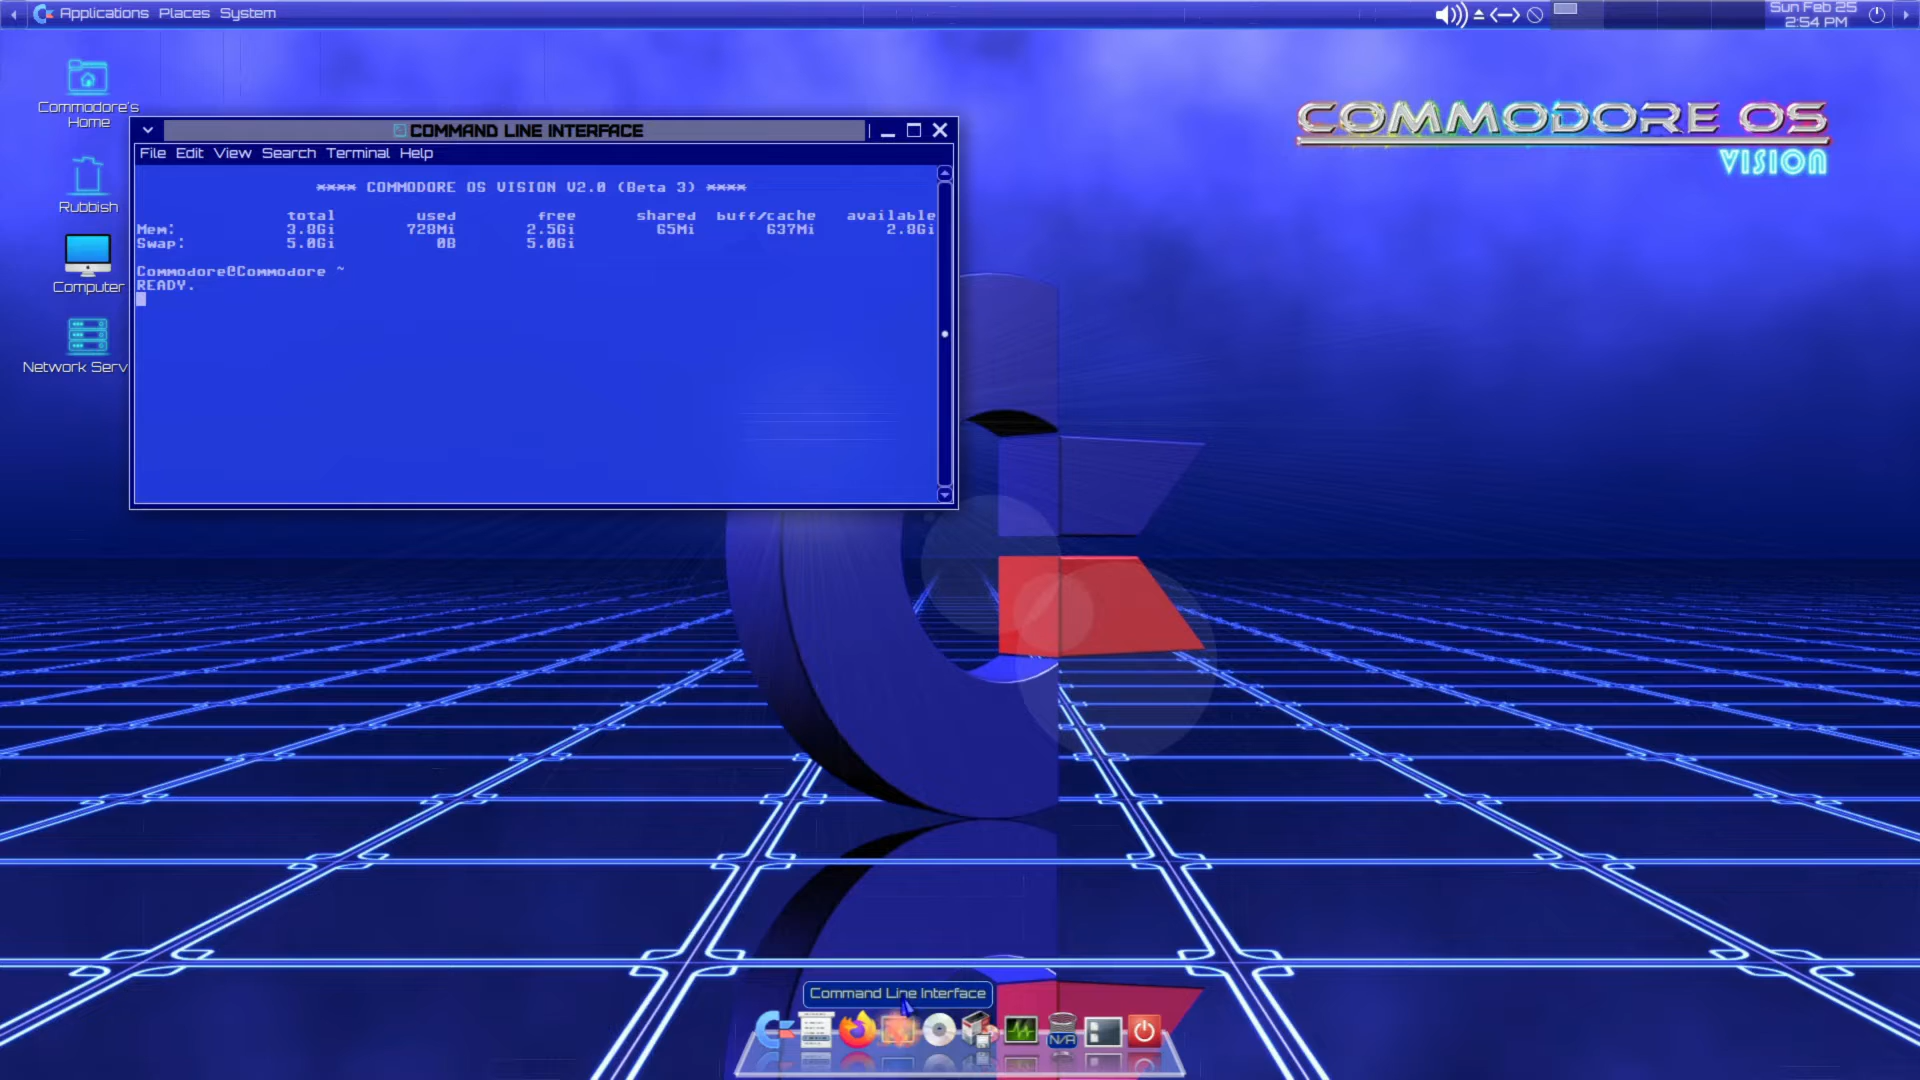 Applications Places System
Sun Feb 25
2:54 PM
Commodore's
Home
Rubbish
Computer
Network Serv
COMMODORE OS
VISION
COMMAND LINE INTERFACE
File Edit View Search Terminal Help
**** COMMODORE OS VISION V2.0 (Beta 3) ****
total used free shared buff/cache available
Mem: 3.8Gi 728Mi 2.5Gi 65Mi 637Mi 2.8Gi
Swap: 5.0Gi 0B 5.0Gi
Commodore@Commodore ~
READY.
Command Line Interface
N/A